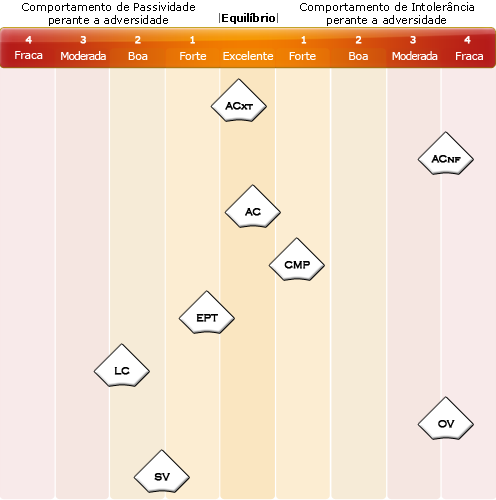 Comportamento de Passividade
perante a adversidade
|Equilíbrio|
Comportamento de Intolerância
perante a adversidade
4 3 2 1 1 2 3 4
Fraca Moderada Boa Forte Excelente Forte Boa Moderada Fraca
ACXT
ACNF
AC
CMP
EPT
LC
OV
SV